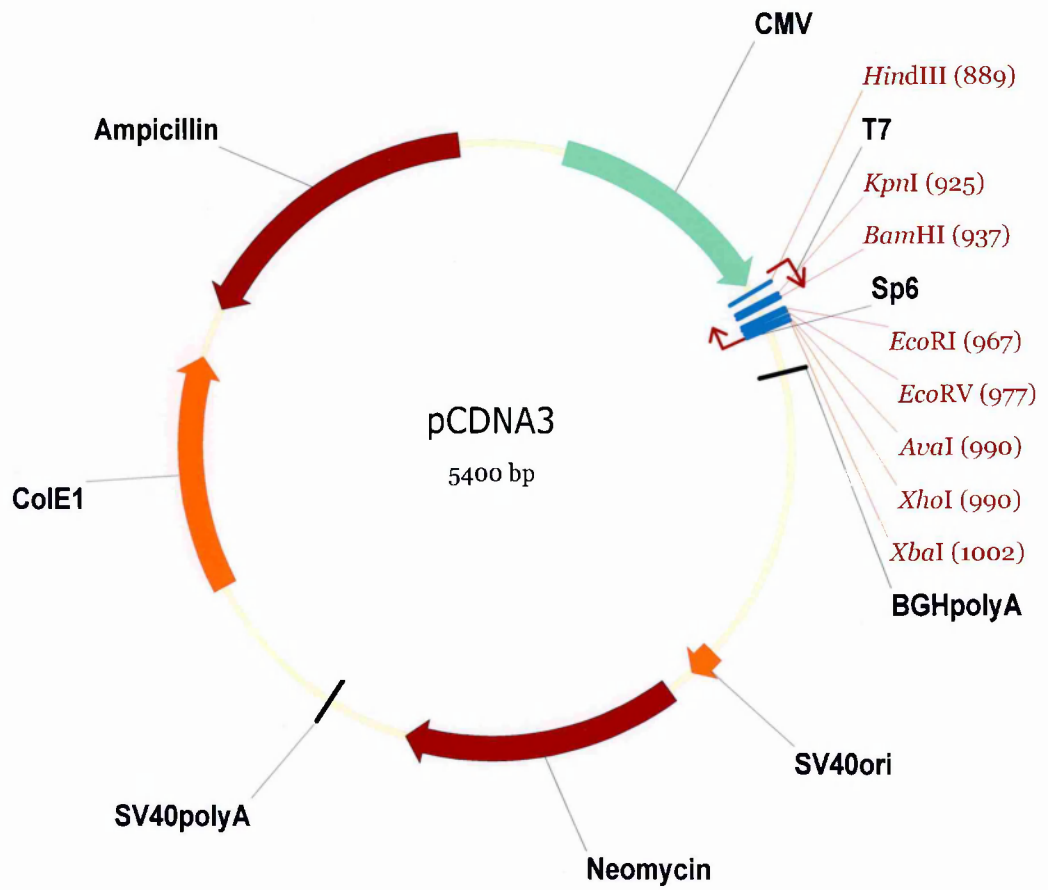 CMV
HindIII (889)
Ampicillin
T7
KpnI (925)
BamHI (937)
Sp6
EcoRI (967)
EcoRV (977)
pCDNA3
AvaI (990)
5400 bp
ColE1
XhoI (990)
XbaI (1002)
BGHpolyA
SV40ori
SV40polyA
Neomycin